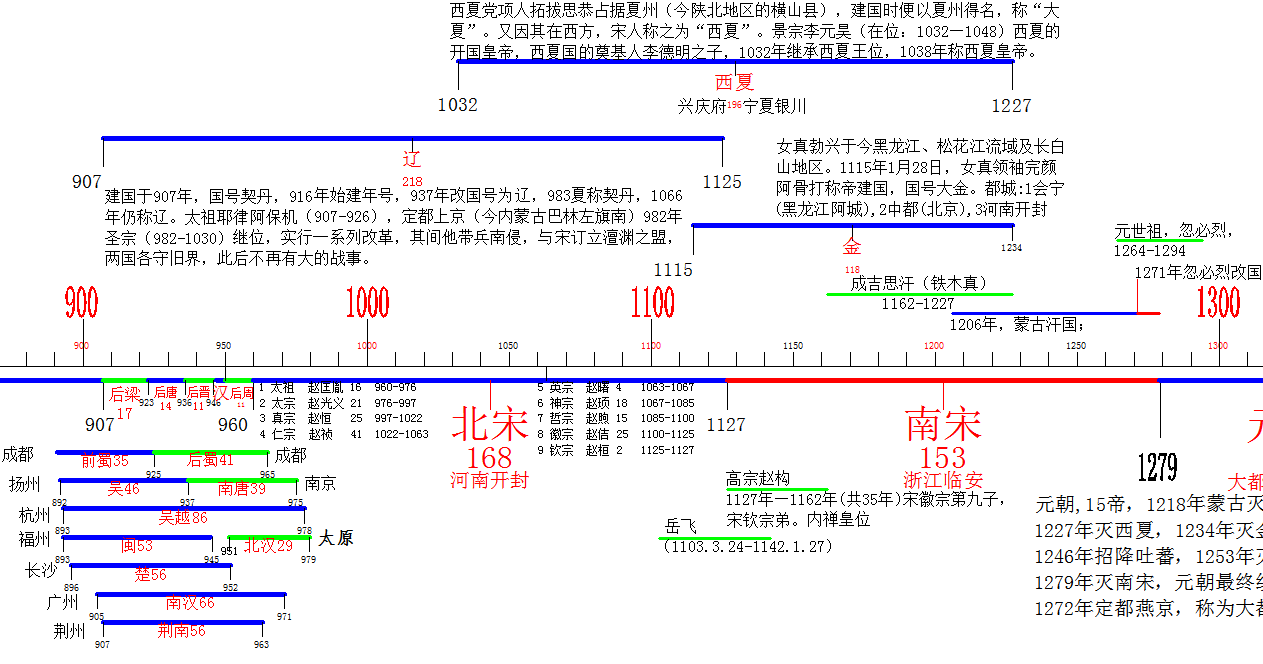 西夏党项人拓拔思恭占据夏州（今陕北地区的横山县），建国时便以夏州得名，称“大
夏”。又因其在西方，宋人称之为“西夏”。景宗李元昊（在位：1032－1048）西夏的
开国皇帝，西夏国的奠基人李德明之子，1032年继承西夏王位，1038年称西夏皇帝。
西夏
1032
兴庆府196宁夏银川
1227
辽
218
907
1125
建国于907年，国号契丹，916年始建年号，937年改国号为辽，983夏称契丹，1066
年仍称辽。太祖耶律阿保机（907-926），定都上京（今内蒙古巴林左旗南）982年
圣宗（982-1030）继位，实行一系列改革，其间他带兵南侵，与宋订立澶渊之盟，
两国各守旧界，此后不再有大的战事。
女真勃兴于今黑龙江、松花江流域及长白
山地区。1115年1月28日，女真领袖完颜
阿骨打称帝建国，国号大金。都城:1会宁
(黑龙江阿城),2中都(北京),3河南开封
金
118
1115
1234
元世祖，忽必烈，
1264-1294
1271年忽必烈改国
成吉思汗（铁木真）
1162-1227
1206年，蒙古汗国；
900
1000
1100
1300
900
950
1000
1050
1100
1150
1200
1250
1300
后梁
17
923
后唐
14
936
后晋
11
946
汉
后周
11
907
960
1 太祖 赵匡胤 16 960-976
2 太宗 赵光义 21 976-997
3 真宗 赵恒 25 997-1022
4 仁宗 赵祯 41 1022-1063
5 英宗 赵曙 4 1063-1067
6 神宗 赵顼 18 1067-1085
7 哲宗 赵煦 15 1085-1100
8 徽宗 赵佶 25 1100-1125
9 钦宗 赵桓 2 1125-1127
北宋
168
河南开封
1127
南宋
153
浙江临安
1279
元
大都
高宗赵构
1127年—1162年(共35年)宋徽宗第九子，
宋钦宗弟。内禅皇位
岳飞
(1103.3.24-1142.1.27)
元朝,15帝，1218年蒙古灭
1227年灭西夏，1234年灭金
1246年招降吐蕃，1253年灭
1279年灭南宋，元朝最终统
1272年定都燕京，称为大都
成都
前蜀35
925
后蜀41
965
成都
扬州
892
吴46
937
南唐39
975
南京
杭州
893
吴越86
978
福州
893
闽53
945
951
北汉29
979
大原
长沙
896
楚56
952
广州
905
南汉66
971
荆州
907
荆南56
963